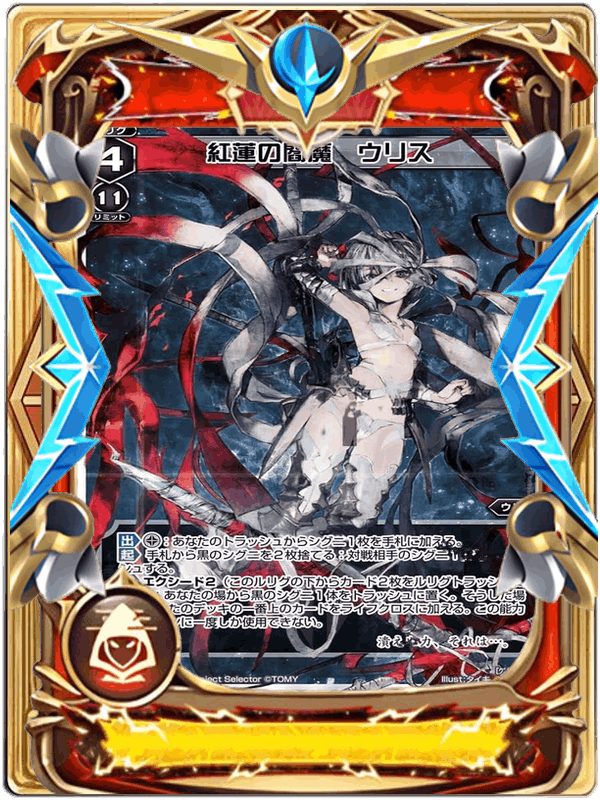 4
紅蓮の閻魔 ウリス
11
リミット
出 : あなたのトラッシュからシグニ1枚を手札に加える。
起 手札から黒のシグニを2枚捨てる:対戦相手のシグニ1
する。
エクシード2 (このルリグの下からカード2枚をルリグトラッシ
あなたの場から黒のシグニ1体をトラッシュに置く。そうした場
たのデッキの一番上のカードをライフクロスに加える。この能力
に一度しか使用できない。
それは…。
lect Selector ©TOMY
Illust:タイキ